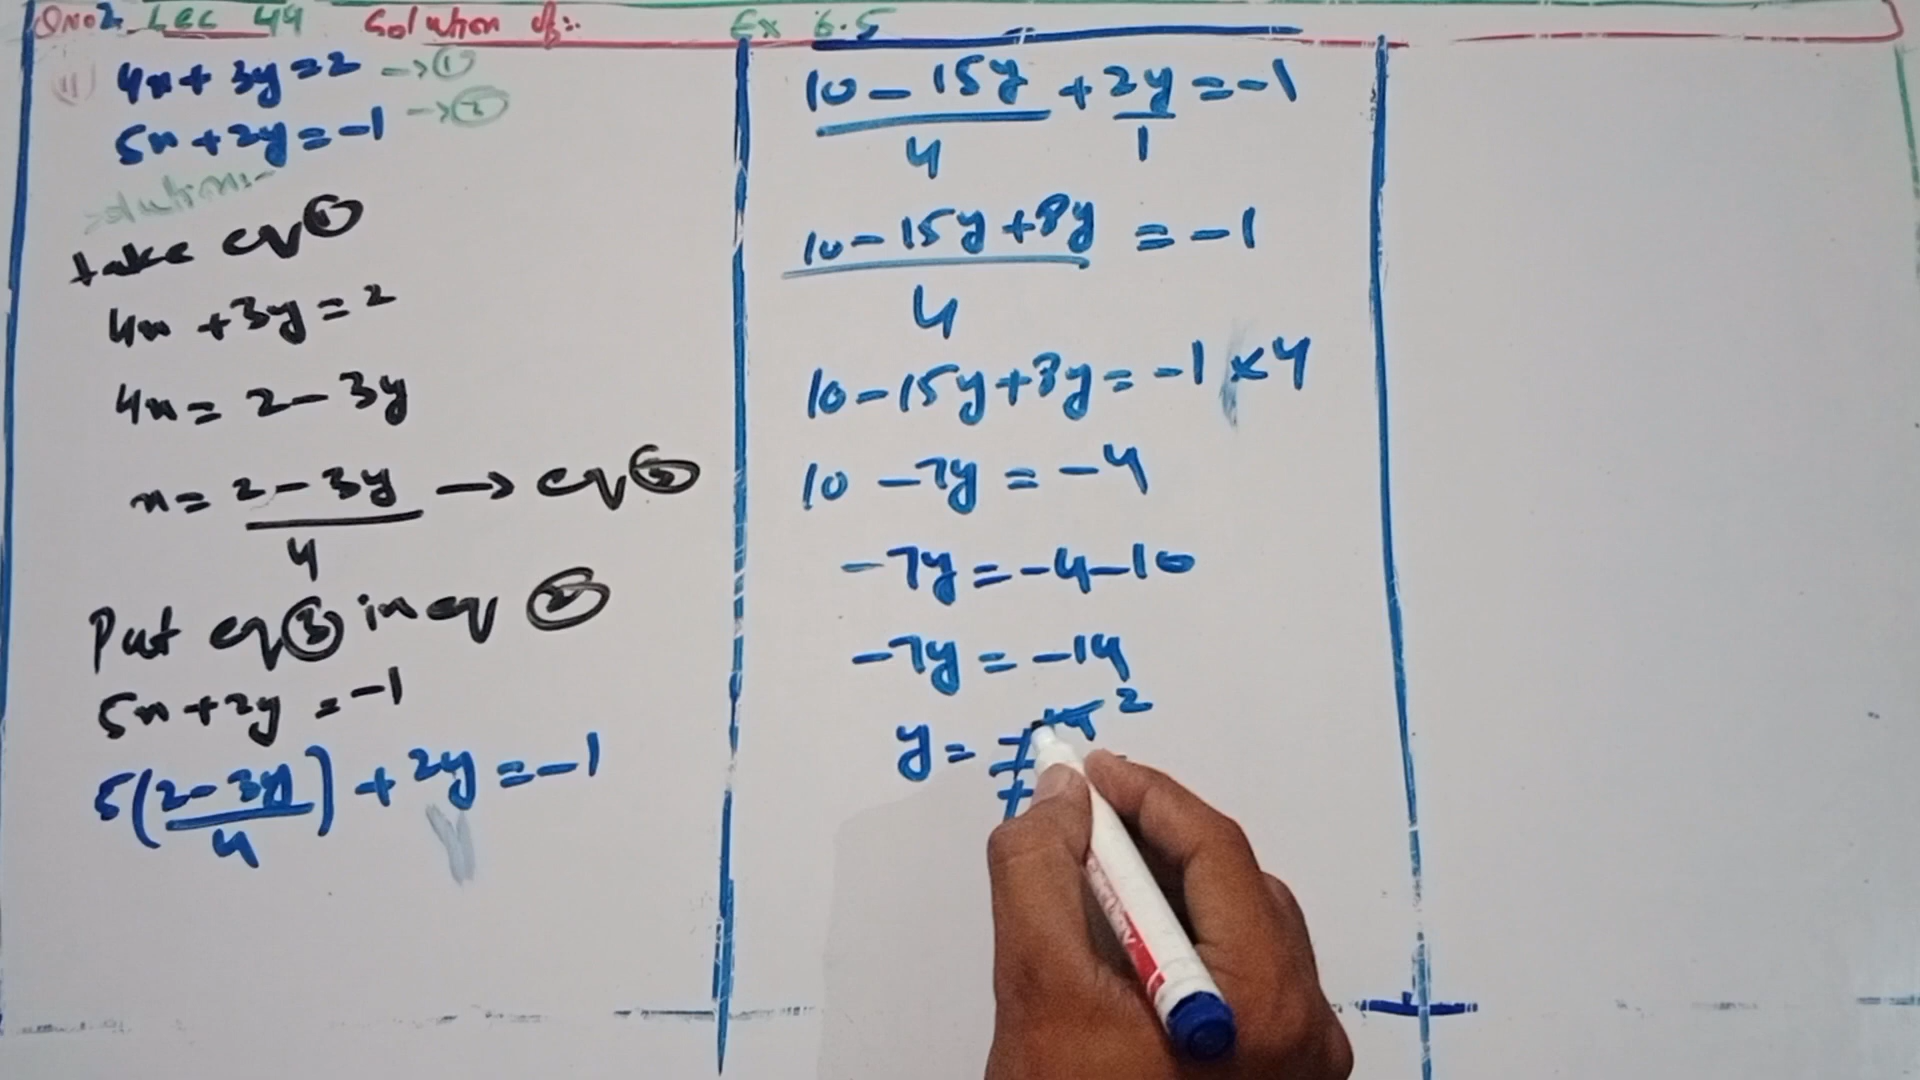 Qno2 Lec 44 Solution of:- Ex 6.5
(ii) 4x + 3y = 2 → ①
5x + 2y = -1 → ②
Solution:-
take eq ①
4x + 3y = 2
4x = 2 - 3y
x = 2 - 3y → eq ③
4
Put eq ③ in eq ②
5x + 2y = -1
5(2 - 3y) + 2y = -1
4
10 - 15y + 2y = -1
4 1
10 - 15y + 8y = -1
4
10 - 15y + 8y = -1 × 4
10 - 7y = -4
-7y = -4 - 10
-7y = -14
y = -14 2